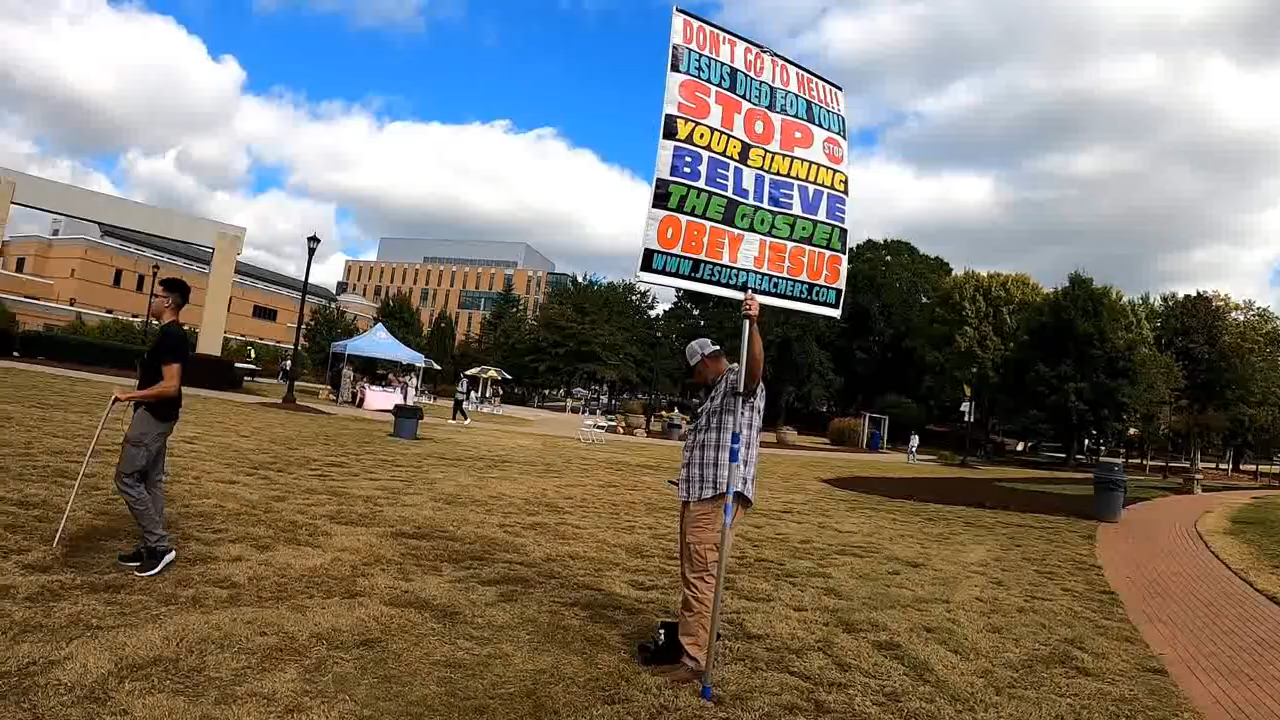 DON'T GO TO HELL!!
JESUS DIED FOR YOU!
STOP STOP
YOUR SINNING
BELIEVE
THE GOSPEL
OBEY JESUS
WWW.JESUSPREACHERS.COM